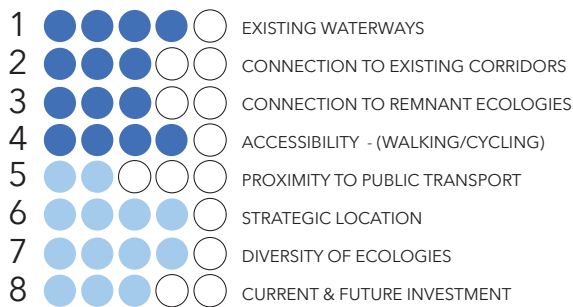 1 EXISTING WATERWAYS
2 CONNECTION TO EXISTING CORRIDORS
3 CONNECTION TO REMNANT ECOLOGIES
4 ACCESSIBILITY - (WALKING/CYCLING)
5 PROXIMITY TO PUBLIC TRANSPORT
6 STRATEGIC LOCATION
7 DIVERSITY OF ECOLOGIES
8 CURRENT & FUTURE INVESTMENT